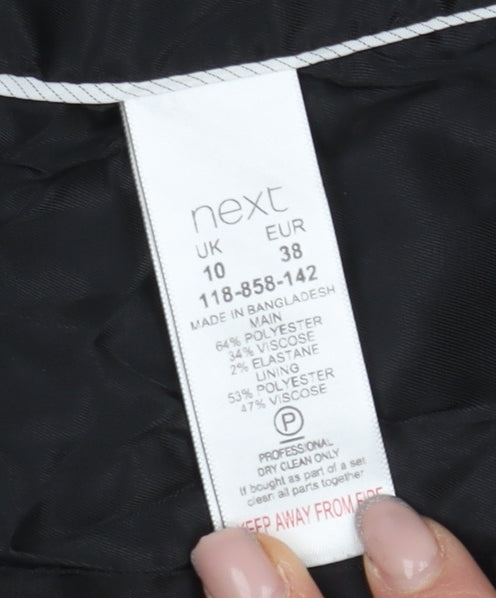 next
UK EUR
10 38
118-858-142
MADE IN BANGLADESH
MAIN
64% POLYESTER
34% VISCOSE
2% ELASTANE
LINING
53% POLYESTER
47% VISCOSE
P
PROFESSIONAL
DRY CLEAN ONLY
If bought as part of a set
clean all parts together
KEEP AWAY FROM FIRE